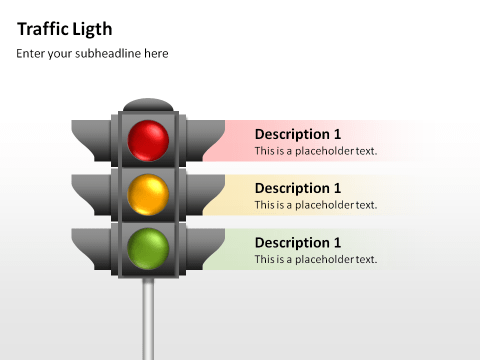 Traffic Ligth
Enter your subheadline here
Description 1
This is a placeholder text.
Description 1
This is a placeholder text.
Description 1
This is a placeholder text.